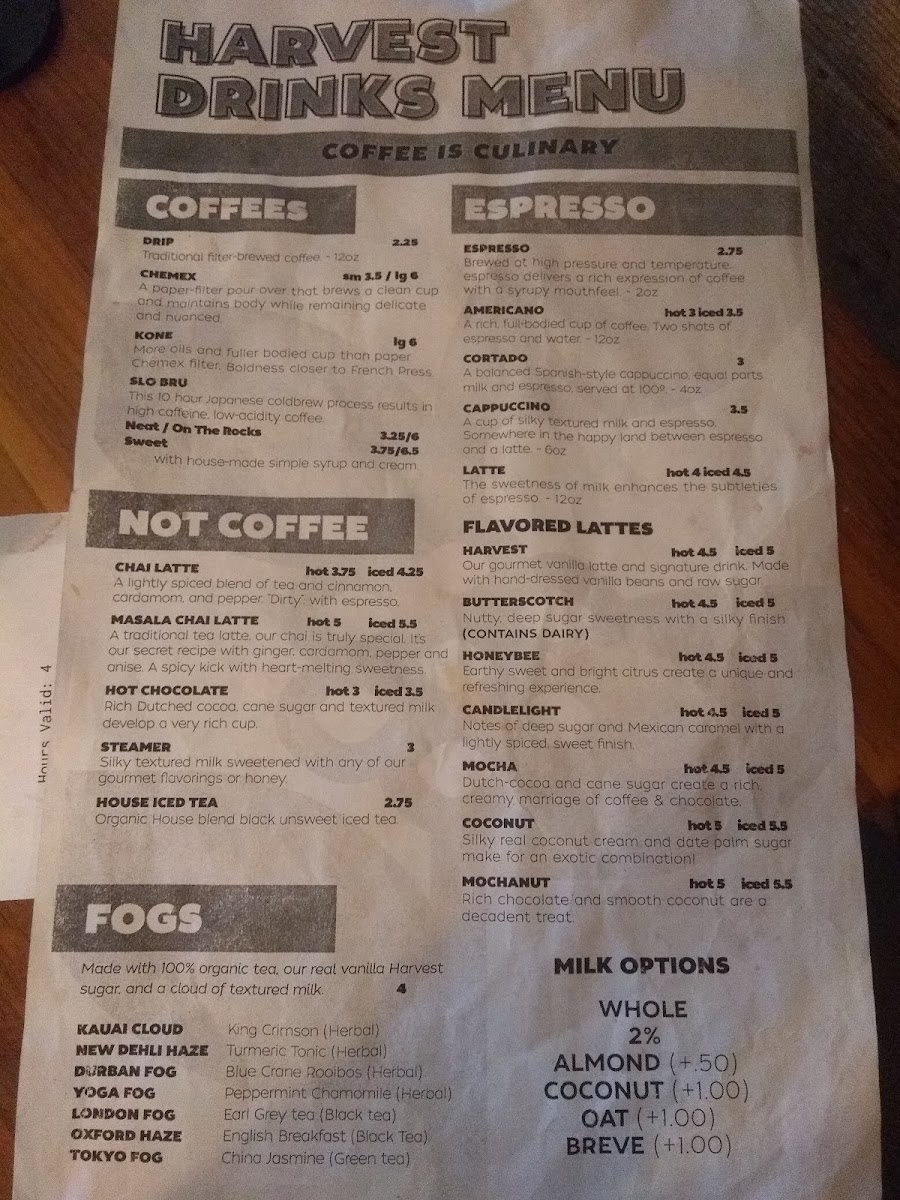 HARVEST
DRINKS MENU
COFFEE IS CULINARY
COFFEES
DRIP 2.25
Traditional filter-brewed coffee. - 12oz
CHEMEX sm 3.5 / lg 6
A paper-filter pour over that brews a clean cup
and maintains body while remaining delicate
and nuanced.
KONE lg 6
More oils and fuller bodied cup than paper
Chemex filter. Boldness closer to French Press.
SLO BRU
This 10 hour Japanese coldbrew process results in
high caffeine, low-acidity coffee.
Neat / On The Rocks 3.25/6
Sweet 3.75/6.5
with house-made simple syrup and cream.
NOT COFFEE
CHAI LATTE hot 3.75 iced 4.25
A lightly spiced blend of tea and cinnamon,
cardamom, and pepper. "Dirty": with espresso.
MASALA CHAI LATTE hot 5 iced 5.5
A traditional tea latte, our chai is truly special. It's
our secret recipe with ginger, cardamom, pepper and
anise. A spicy kick with heart-melting sweetness.
HOT CHOCOLATE hot 3 iced 3.5
Rich Dutched cocoa, cane sugar and textured milk
develop a very rich cup.
STEAMER 3
Silky textured milk sweetened with any of our
gourmet flavorings or honey.
HOUSE ICED TEA 2.75
Organic House blend black unsweet iced tea.
FOGS
Made with 100% organic tea, our real vanilla Harvest
sugar, and a cloud of textured milk. 4
KAUAI CLOUD King Crimson (Herbal)
NEW DEHLI HAZE Turmeric Tonic (Herbal)
DURBAN FOG Blue Crane Rooibos (Herbal)
YOGA FOG Peppermint Chamomile (Herbal)
LONDON FOG Earl Grey tea (Black tea)
OXFORD HAZE English Breakfast (Black Tea)
TOKYO FOG China Jasmine (Green tea)
ESPRESSO
ESPRESSO 2.75
Brewed at high pressure and temperature,
espresso delivers a rich expression of coffee
with a syrupy mouthfeel. - 2oz
AMERICANO hot 3 iced 3.5
A rich, full-bodied cup of coffee. Two shots of
espresso and water. - 12oz
CORTADO 3
A balanced Spanish-style cappuccino, equal parts
milk and espresso, served at 100º. - 4oz
CAPPUCCINO 3.5
A cup of silky textured milk and espresso.
Somewhere in the happy land between espresso
and a latte. - 6oz
LATTE hot 4 iced 4.5
The sweetness of milk enhances the subtleties
of espresso. - 12oz
FLAVORED LATTES
HARVEST hot 4.5 iced 5
Our gourmet vanilla latte and signature drink. Made
with hand-dressed vanilla beans and raw sugar.
BUTTERSCOTCH hot 4.5 iced 5
Nutty, deep sugar sweetness with a silky finish
(CONTAINS DAIRY)
HONEYBEE hot 4.5 iced 5
Earthy sweet and bright citrus create a unique and
refreshing experience.
CANDLELIGHT hot 4.5 iced 5
Notes of deep sugar and Mexican caramel with a
lightly spiced, sweet finish.
MOCHA hot 4.5 iced 5
Dutch-cocoa and cane sugar create a rich,
creamy marriage of coffee & chocolate.
COCONUT hot 5 iced 5.5
Silky real coconut cream and date palm sugar
make for an exotic combination!
MOCHANUT hot 5 iced 5.5
Rich chocolate and smooth coconut are a
decadent treat.
MILK OPTIONS
WHOLE
2%
ALMOND (+.50)
COCONUT (+1.00)
OAT (+1.00)
BREVE (+1.00)
Hours Valid: 4